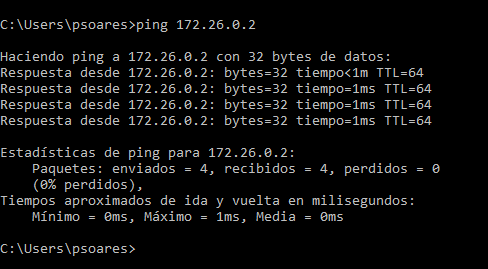 C:\Users\psoares>ping 172.26.0.2
Haciendo ping a 172.26.0.2 con 32 bytes de datos:
Respuesta desde 172.26.0.2: bytes=32 tiempo<1m TTL=64
Respuesta desde 172.26.0.2: bytes=32 tiempo=1ms TTL=64
Respuesta desde 172.26.0.2: bytes=32 tiempo=1ms TTL=64
Respuesta desde 172.26.0.2: bytes=32 tiempo=1ms TTL=64
Estadísticas de ping para 172.26.0.2:
Paquetes: enviados = 4, recibidos = 4, perdidos = 0
(0% perdidos),
Tiempos aproximados de ida y vuelta en milisegundos:
Mínimo = 0ms, Máximo = 1ms, Media = 0ms
C:\Users\psoares>